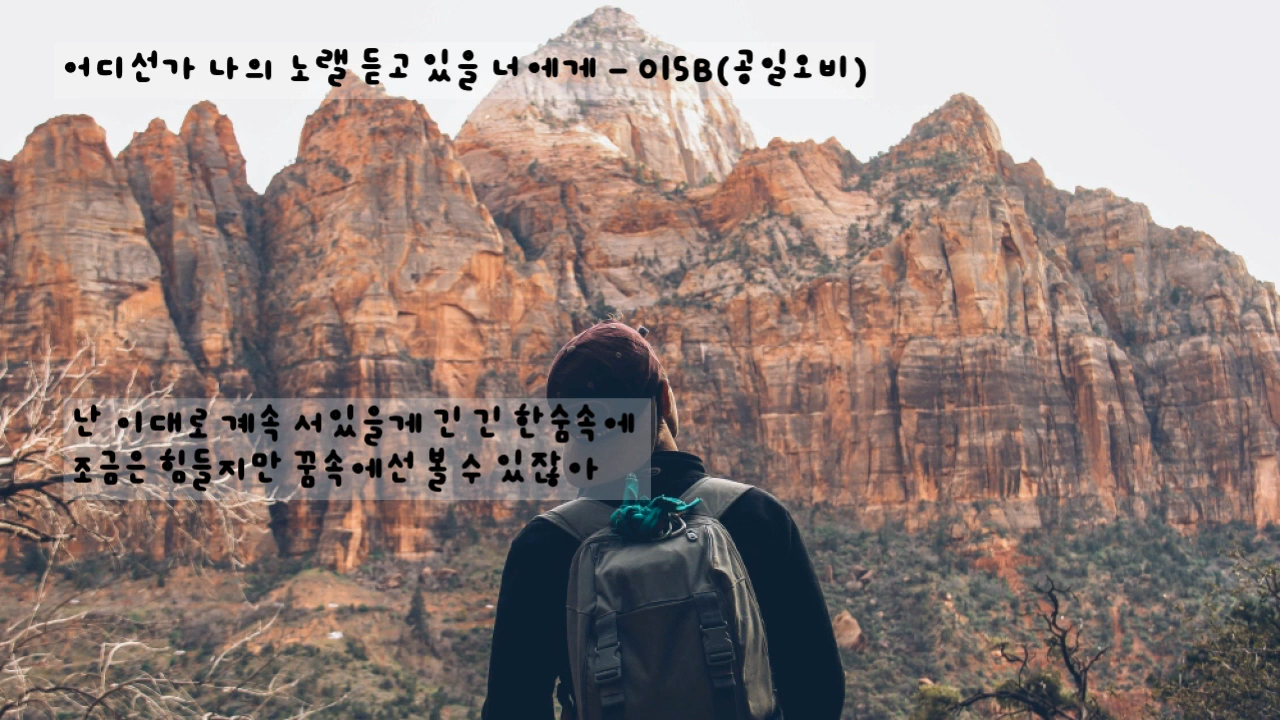 어디선가 나의 노랠 듣고 있을 너에게 – 015B(공일오비)
난 이대로 계속 서있을게 긴 긴 한숨속에
조금은 힘들지만 꿈속에선 볼 수 있잖아